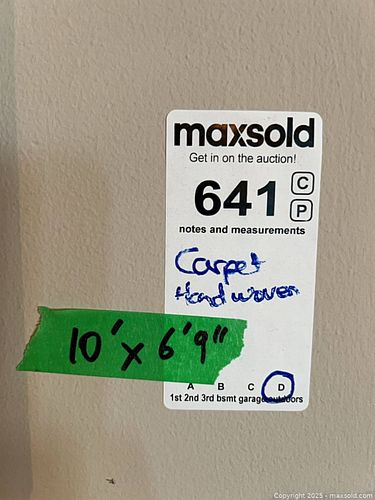 maxsold
Get in on the auction!
641 C
P
notes and measurements
Carpet
Hand woven
10' x 6'9"
A B C D
1st 2nd 3rd bsmt garage outdoors
Copyright 2025 - maxsold.com